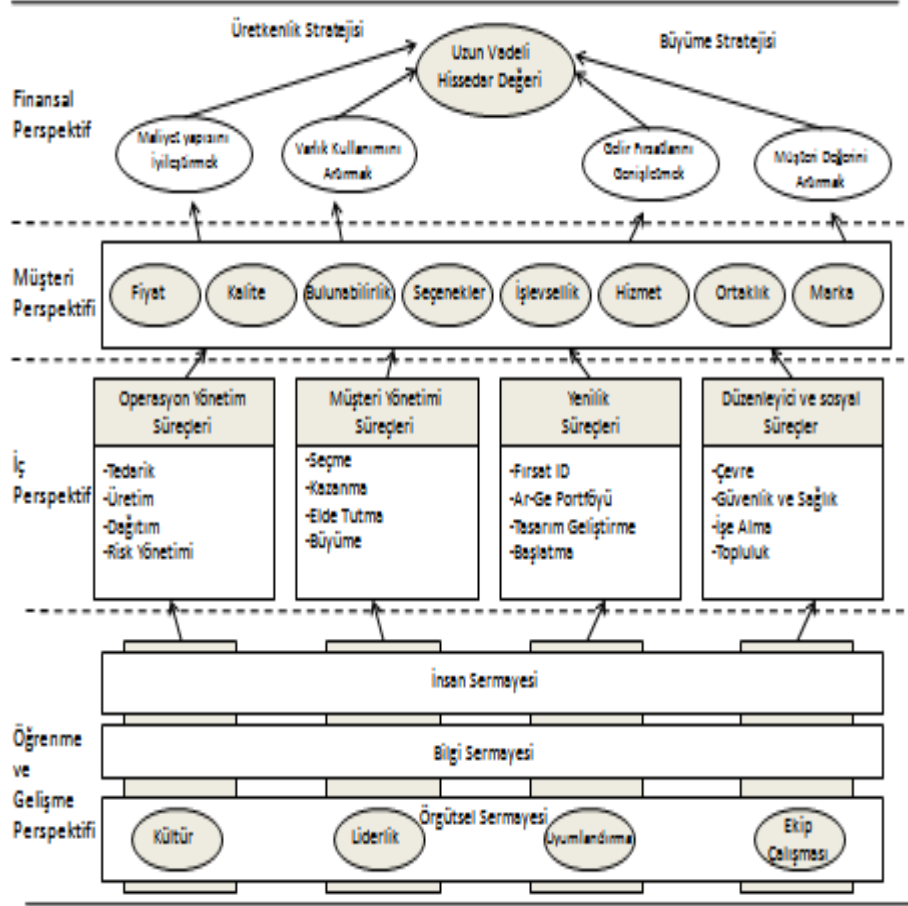 Üretkenlik Stratejisi
Büyüme Stratejisi
Uzun Vadeli
Hissedar Değeri
Finansal
Perspektif
Maliyet yapısını
İyileştirmek
Varlık Kullanımını
Artırmak
Gelir Fırsatlarını
Genişletmek
Müşteri Değerini
Artırmak
Müşteri
Perspektifi
Fiyat
Kalite
Bulunabilirlik
Seçenekler
İşlevsellik
Hizmet
Ortaklık
Marka
İç
Perspektif
Operasyon Yönetim
Süreçleri
-Tedarik
-Üretim
-Dağıtım
-Risk Yönetimi
Müşteri Yönetimi
Süreçleri
-Seçme
-Kazanma
-Elde Tutma
-Büyüme
Yenilik
Süreçleri
-Fırsat ID
-Ar-Ge Portföyü
-Tasarım Geliştirme
-Başlatma
Düzenleyici ve sosyal
Süreçler
-Çevre
-Güvenlik ve Sağlık
-İşe Alma
-Topluluk
Öğrenme
ve
Gelişme
Perspektifi
İnsan Sermayesi
Bilgi Sermayesi
Örgütsel Sermayesi
Kültür
Liderlik
Uyumlandırma
Ekip
Çalışması